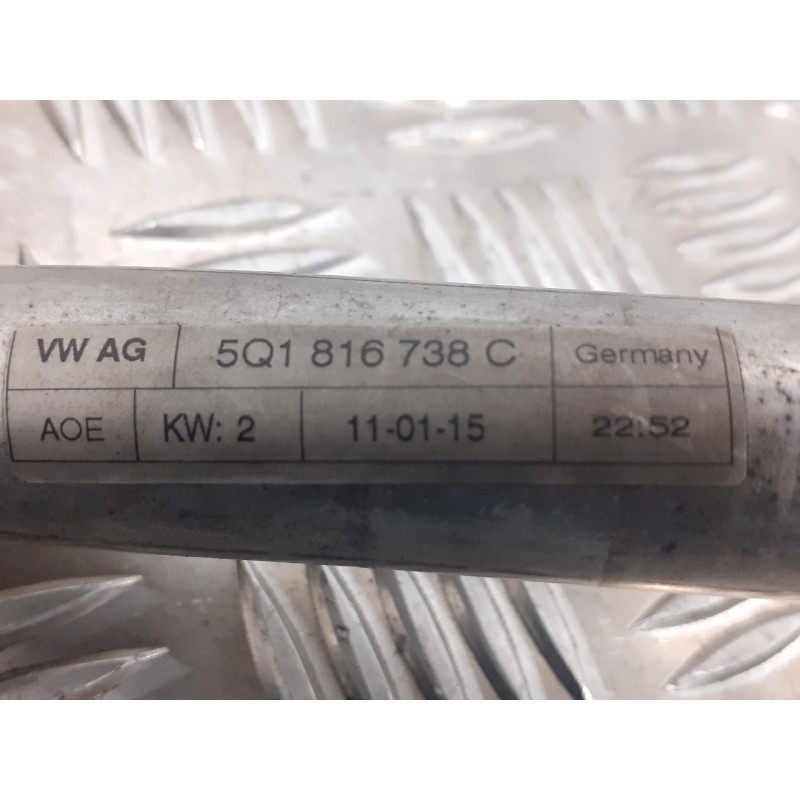 VW AG 5Q1 816 738 C Germany
AOE KW: 2 11-01-15 22:52